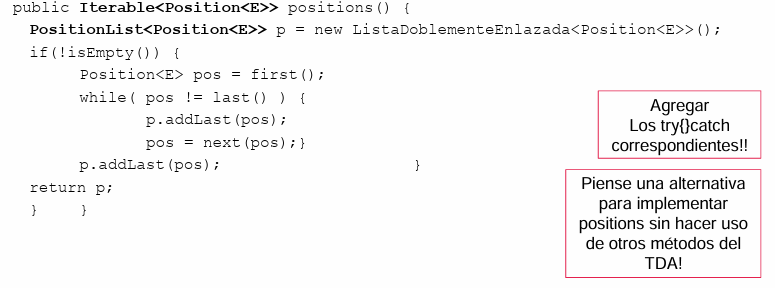 public Iterable<Position<E>> positions() {
PositionList<Position<E>> p = new ListaDoblementeEnlazada<Position<E>>();
if(!isEmpty()) {
Position<E> pos = first();
while( pos != last() ) {
p.addLast(pos);
pos = next(pos);}
p.addLast(pos); }
return p;
} }
Agregar
Los try{}catch
correspondientes!!
Piense una alternativa
para implementar
positions sin hacer uso
de otros métodos del
TDA!